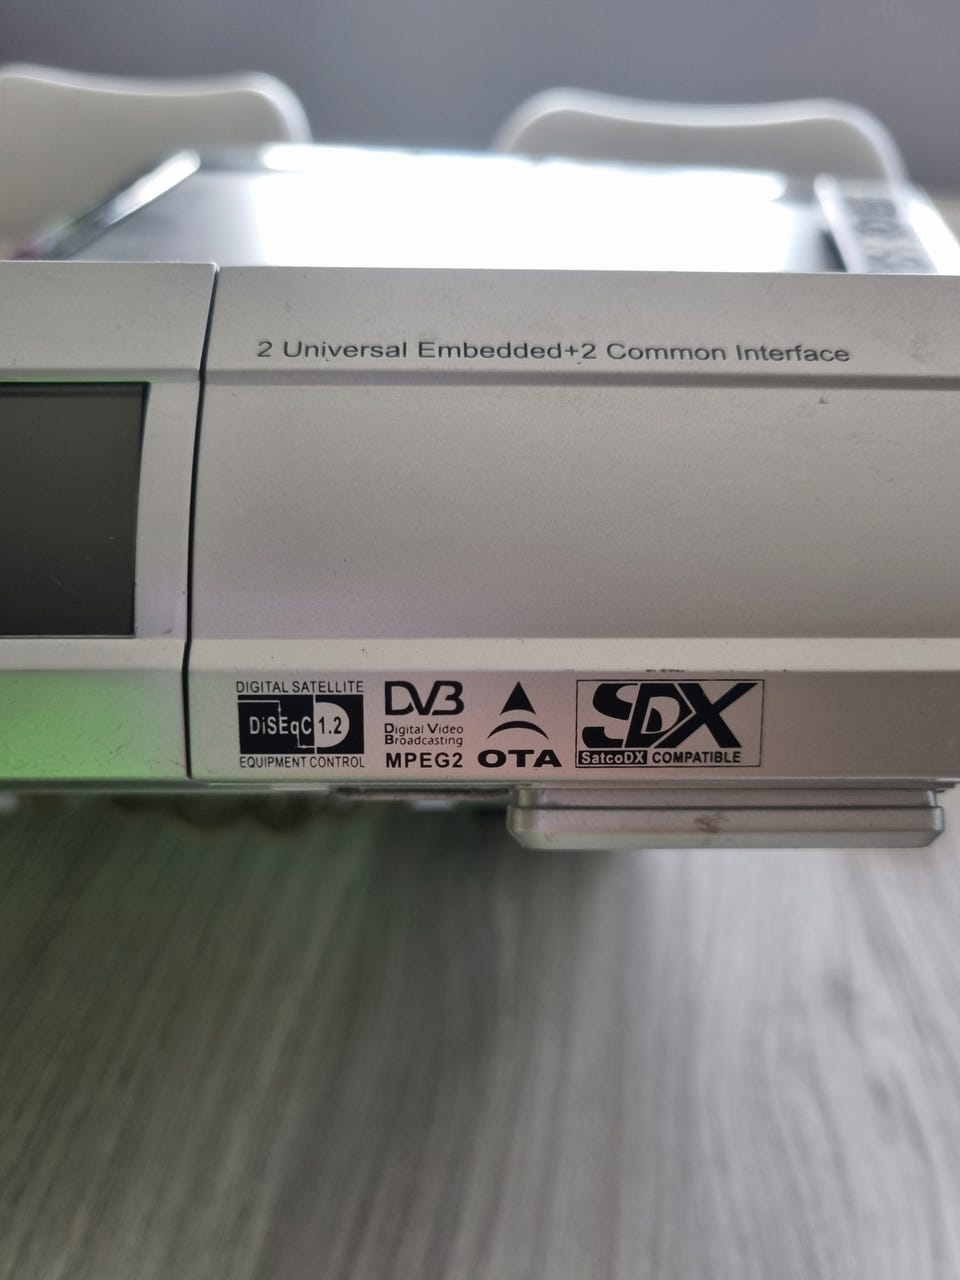 2 Universal Embedded+2 Common Interface
DIGITAL SATELLITE
DiSEqC 1.2
EQUIPMENT CONTROL
DVB
Digital Video
Broadcasting
MPEG2
OTA
SDX
SatcoDX COMPATIBLE